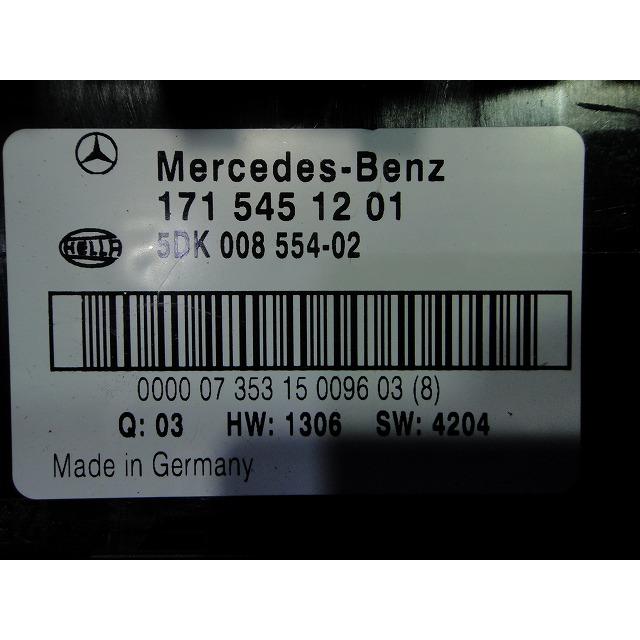 Mercedes-Benz
171 545 12 01
HELLA
5DK 008 554-02
0000 07 353 15 0096 03 (8)
Q: 03 HW: 1306 SW: 4204
Made in Germany